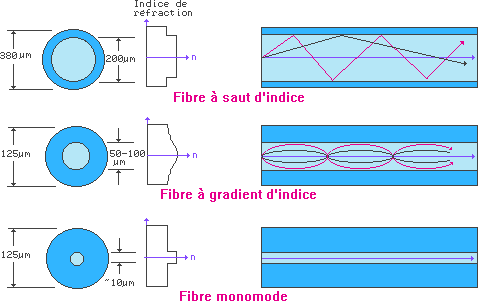 Indice de
réfraction
380µm
200µm
n
Fibre à saut d'indice
125µm
50-100
µm
n
Fibre à gradient d'indice
125µm
~10µm
n
Fibre monomode